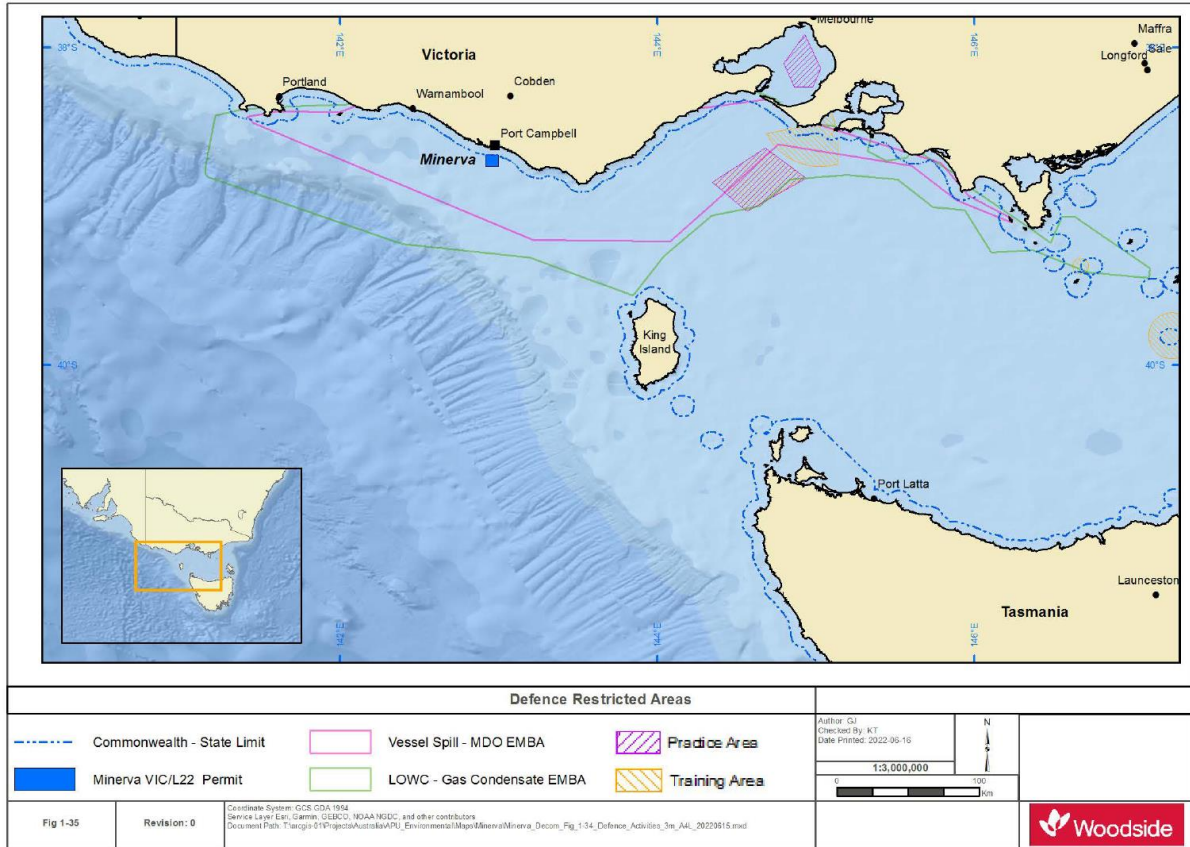 Melbourne
Maffra
38°S
142°E
144°E
146°E
Longford
Sale
Victoria
Portland
Cobden
Warrnambool
Port Campbell
Minerva
King
Island
40°S
40°S
Port Latta
142°E
144°E
146°E
Launceston
Tasmania
Defence Restricted Areas
Commonwealth - State Limit
Vessel Spill - MDO EMBA
Practice Area
Minerva VIC/L22 Permit
LOWC - Gas Condensate EMBA
Training Area
Author: GJ
Checked By: KT
Date Printed: 2022-06-16
1:3,000,000
0 100
Km
N
Fig 1-35
Revision: 0
Coordinate System: GCS GDA 1994
Service Layer Esri, Garmin, GEBCO, NOAA NGDC, and other contributors
Woodside